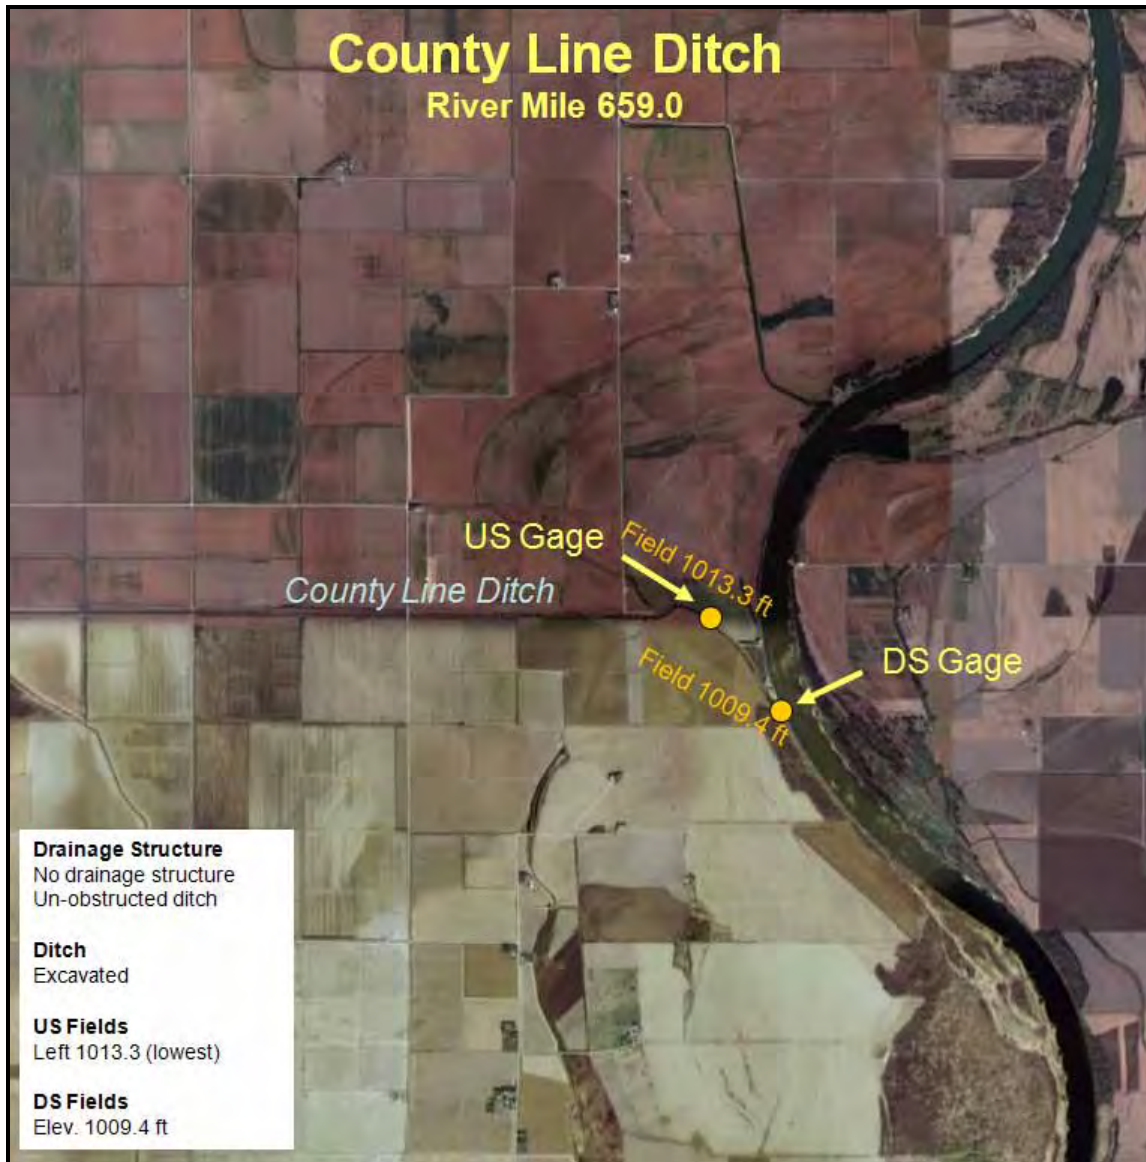 County Line Ditch
River Mile 659.0
US Gage
Field 1013.3 ft
County Line Ditch
Field 1009.4 ft
DS Gage
Drainage Structure
No drainage structure
Un-obstructed ditch
Ditch
Excavated
US Fields
Left 1013.3 (lowest)
DS Fields
Elev. 1009.4 ft